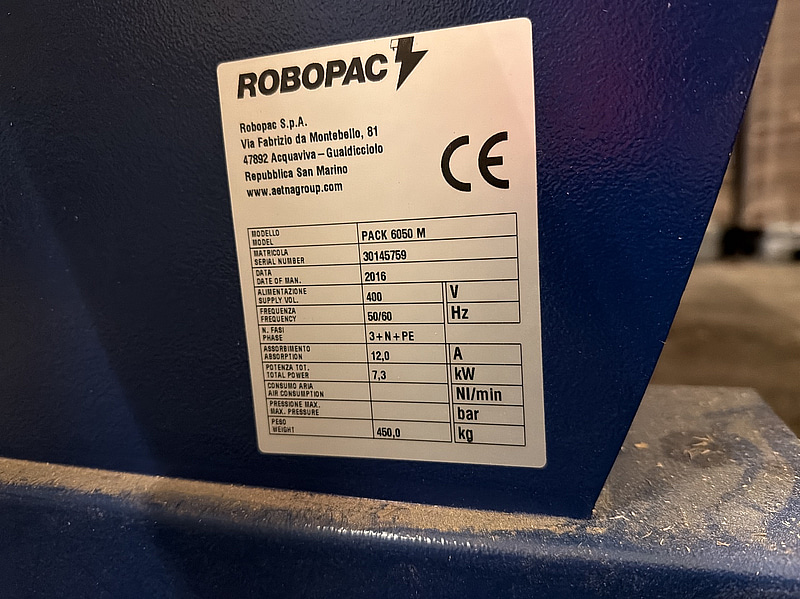 ROBOPAC
Robopac S.p.A.
Via Fabrizio da Montebello, 81
47892 Acquaviva – Gualdicciolo
Repubblica San Marino
www.aetnagroup.com
CE
MODELLO
MODEL
PACK 6050 M
MATRICOLA
SERIAL NUMBER
30145759
DATA
DATE OF MAN.
2016
ALIMENTAZIONE
SUPPLY VOL.
400
V
FREQUENZA
FREQUENCY
50/60
Hz
N. FASI
PHASE
3+N+PE
ASSORBIMENTO
ABSORPTION
12,0
A
POTENZA TOT.
TOTAL POWER
7,3
kW
CONSUMO ARIA
AIR CONSUMPTION
Nl/min
PRESSIONE MAX.
MAX. PRESSURE
bar
PESO
WEIGHT
450,0
kg